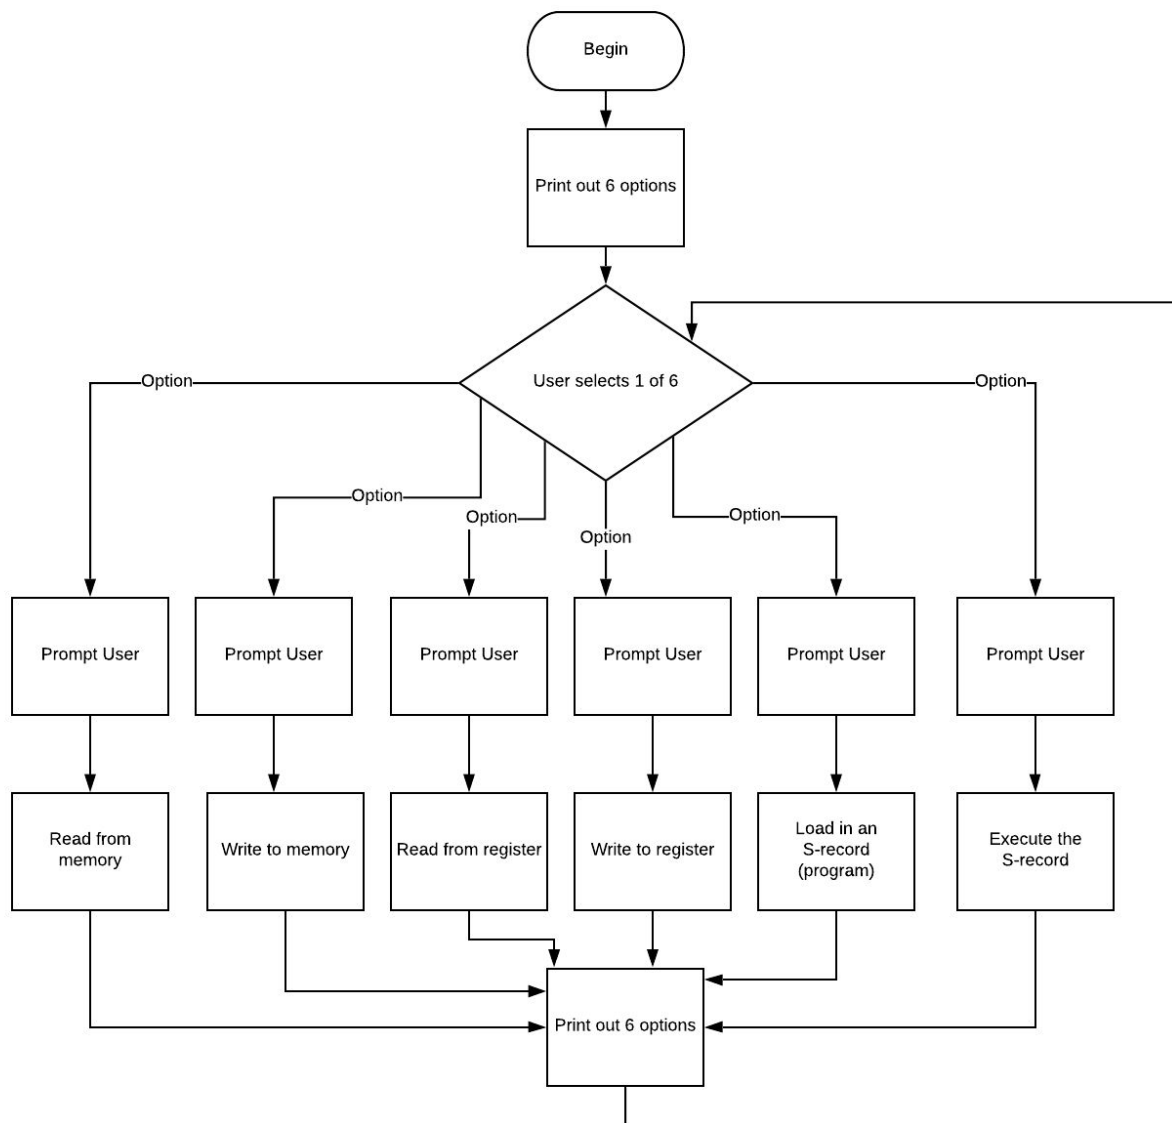 Begin
Print out 6 options
User selects 1 of 6
Option
Option
Option
Option
Option
Option
Prompt User
Prompt User
Prompt User
Prompt User
Prompt User
Prompt User
Read from
memory
Write to memory
Read from register
Write to register
Load in an
S-record
(program)
Execute the
S-record
Print out 6 options